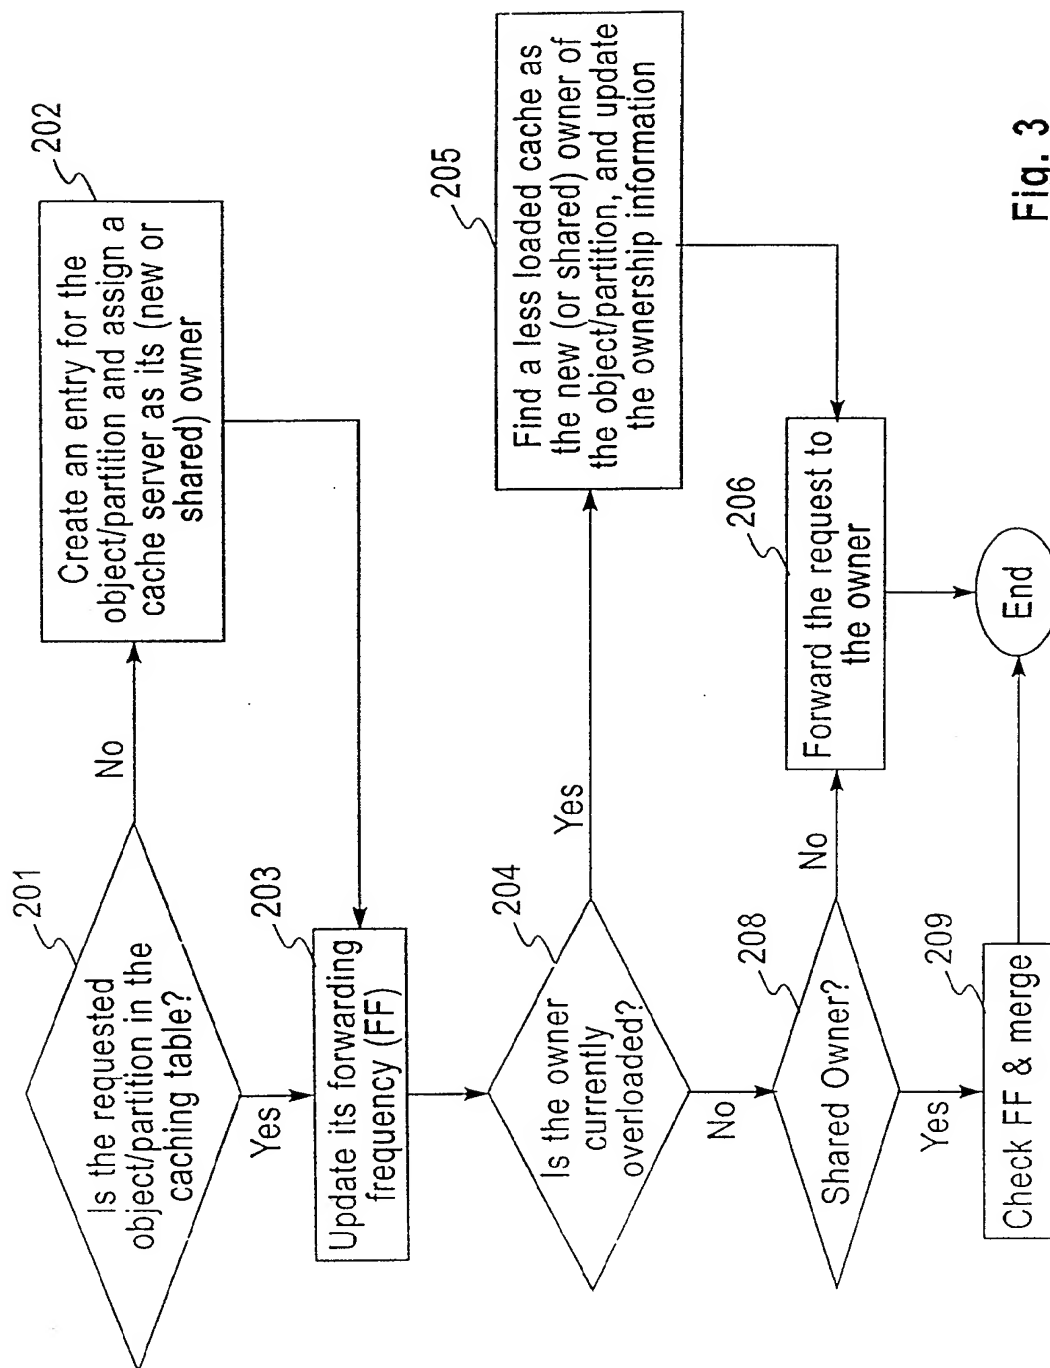 201
Is the requested
object/partition in the
caching table?
No
Yes
202
Create an entry for the
object/partition and assign a
cache server as its (new or
shared) owner
203
Update its forwarding
frequency (FF)
204
Is the owner
currently
overloaded?
Yes
No
205
Find a less loaded cache as
the new (or shared) owner of
the object/partition, and update
the ownership information
208
Shared Owner?
No
Yes
206
Forward the request to
the owner
209
Check FF & merge
End
Fig. 3